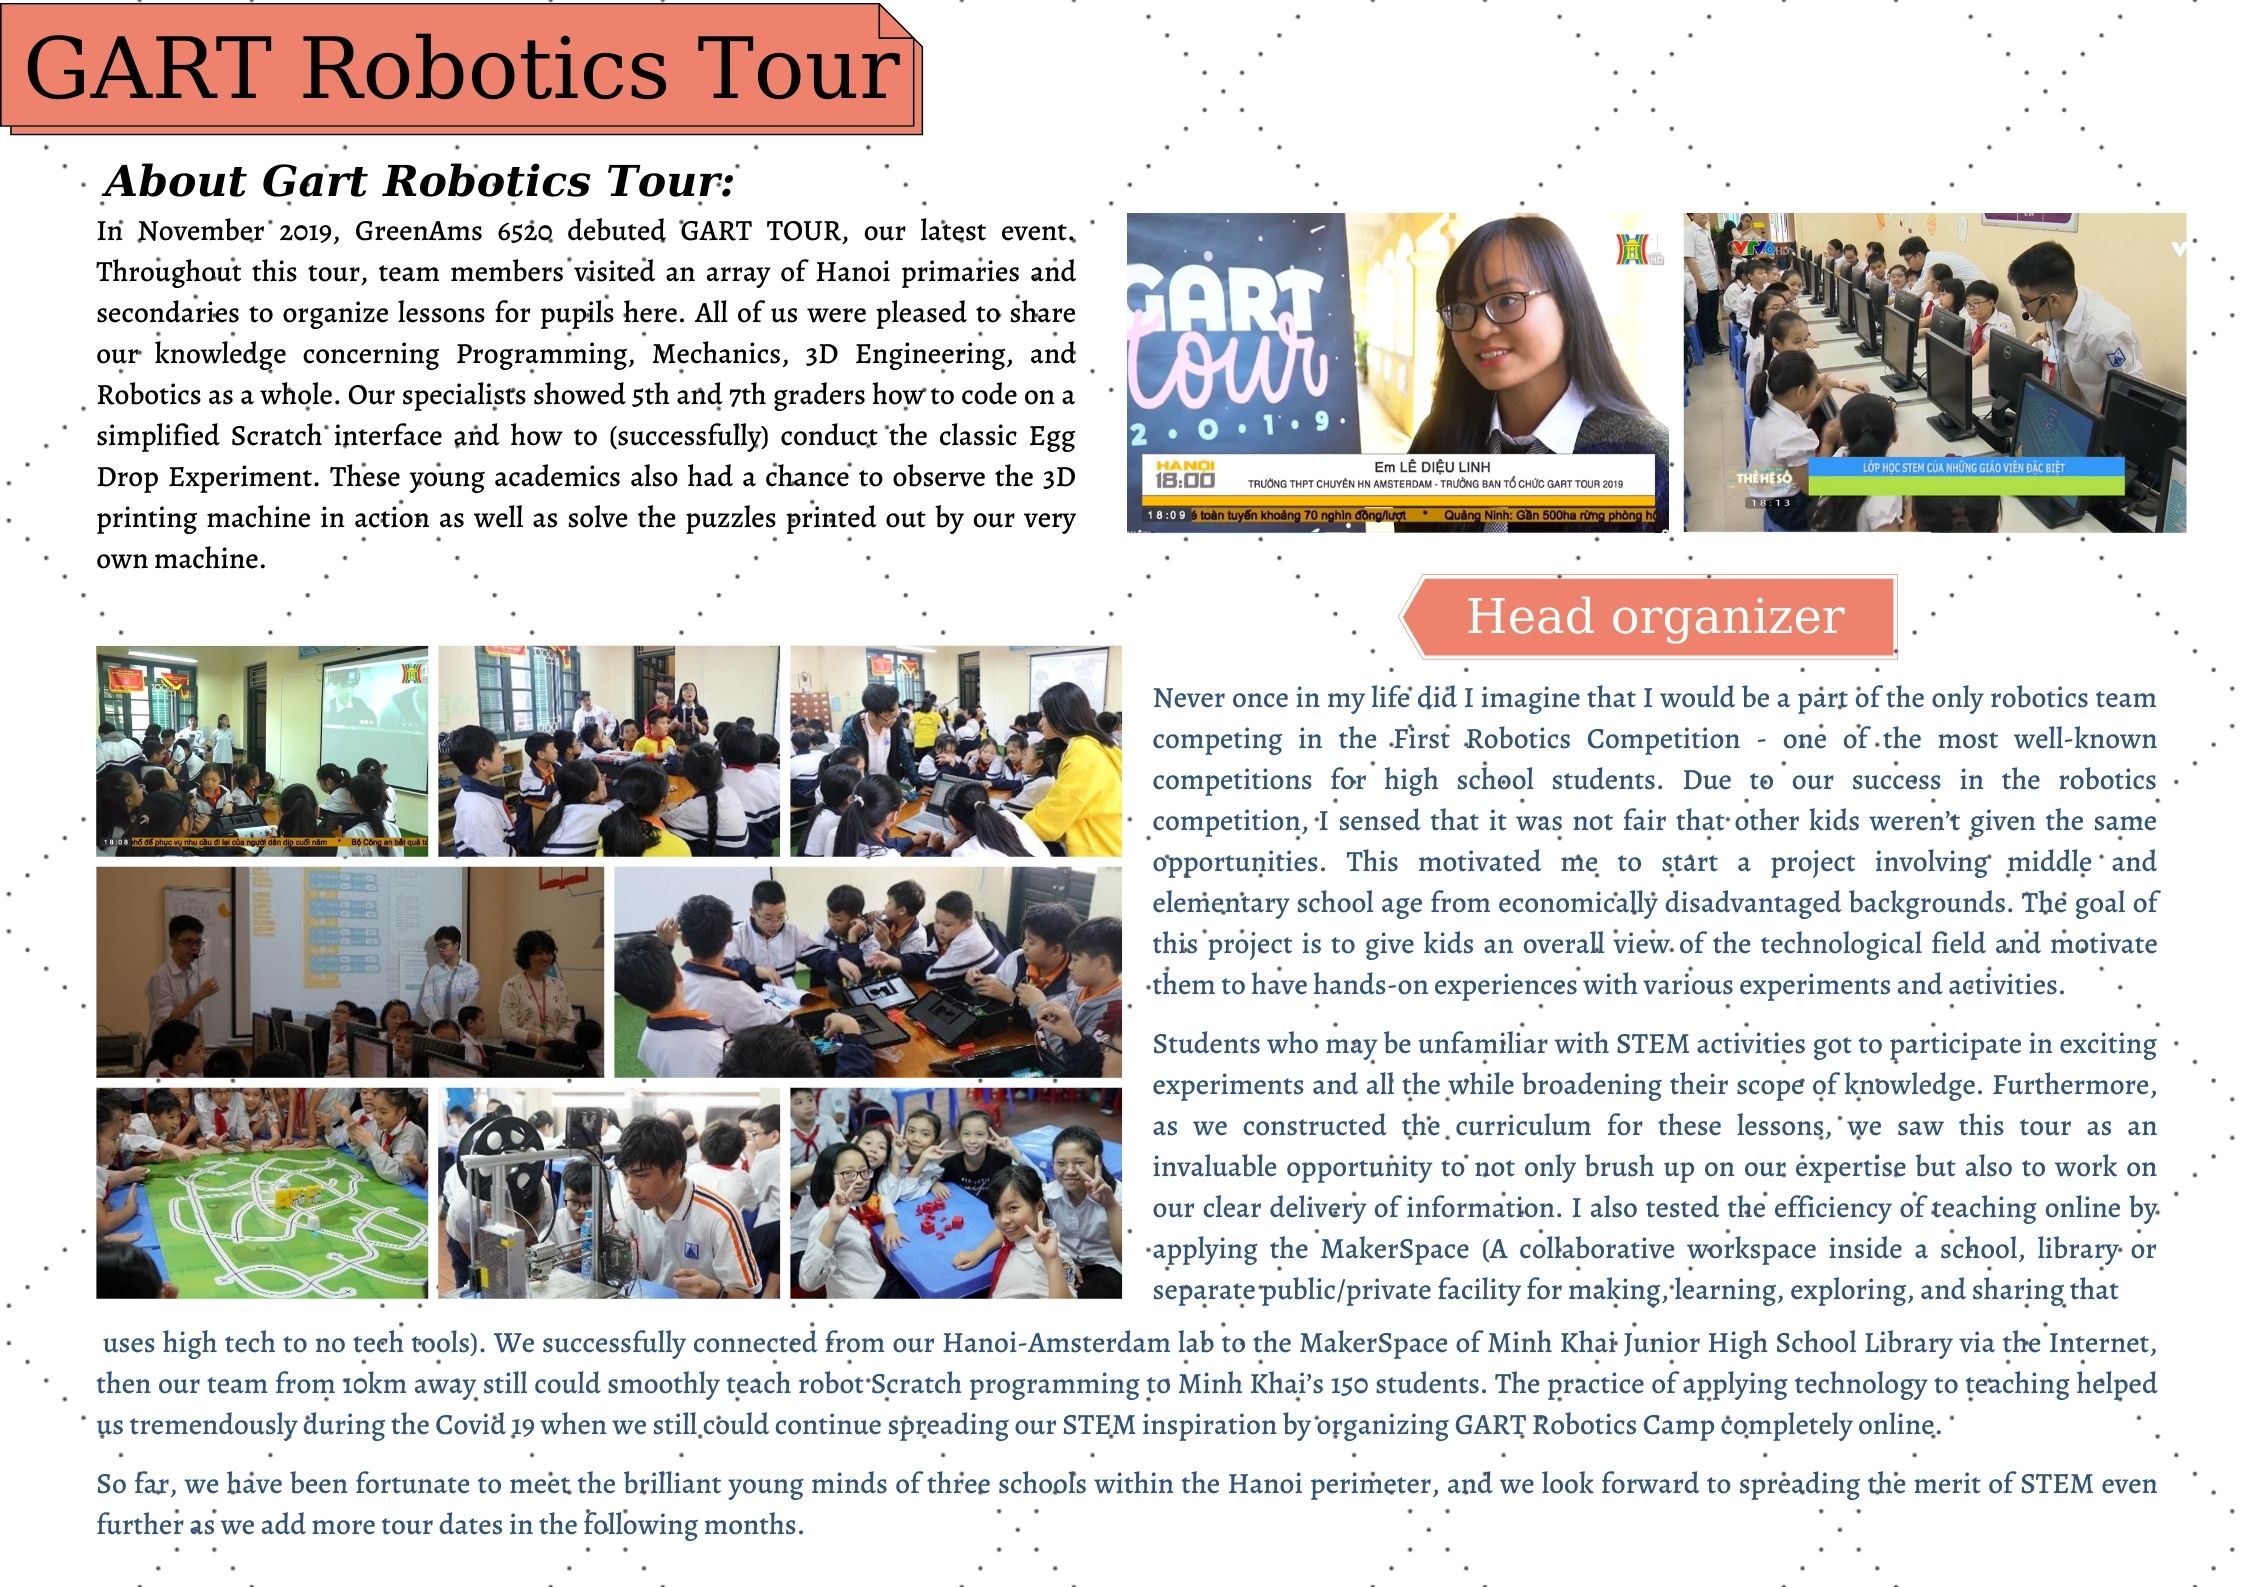 GART Robotics Tour
About Gart Robotics Tour:
In November 2019, GreenAms 6520 debuted GART TOUR, our latest event.
Throughout this tour, team members visited an array of Hanoi primaries and
secondaries to organize lessons for pupils here. All of us were pleased to share
our knowledge concerning Programming, Mechanics, 3D Engineering, and
Robotics as a whole. Our specialists showed 5th and 7th graders how to code on a
simplified Scratch interface and how to (successfully) conduct the classic Egg
Drop Experiment. These young academics also had a chance to observe the 3D
printing machine in action as well as solve the puzzles printed out by our very
own machine.
GART
tour
2.0.1.9.
HD
HANOI
18:00
Em LÊ DIỆU LINH
TRƯỜNG THPT CHUYÊN HN AMSTERDAM - TRƯỞNG BAN TỔ CHỨC GART TOUR 2019
18:09 é toàn tuyến khoảng 70 nghìn đồng/lượt * Quảng Ninh: Gần 500ha rừng phòng hộ
VTV6 HD
LỚP HỌC STEM CỦA NHỮNG GIÁO VIÊN ĐẶC BIỆT
THẾ HỆ SỐ
18:13
18:08 phố để phục vụ nhu cầu đi lại của người dân dịp cuối năm * Bộ Công an bắt quả t
Head organizer
Never once in my life did I imagine that I would be a part of the only robotics team
competing in the First Robotics Competition - one of the most well-known
competitions for high school students. Due to our success in the robotics
competition, I sensed that it was not fair that other kids weren’t given the same
opportunities. This motivated me to start a project involving middle and
elementary school age from economically disadvantaged backgrounds. The goal of
this project is to give kids an overall view of the technological field and motivate
them to have hands-on experiences with various experiments and activities.
Students who may be unfamiliar with STEM activities got to participate in exciting
experiments and all the while broadening their scope of knowledge. Furthermore,
as we constructed the curriculum for these lessons, we saw this tour as an
invaluable opportunity to not only brush up on our expertise but also to work on
our clear delivery of information. I also tested the efficiency of teaching online by
applying the MakerSpace (A collaborative workspace inside a school, library or
separate public/private facility for making, learning, exploring, and sharing that
uses high tech to no tech tools). We successfully connected from our Hanoi-Amsterdam lab to the MakerSpace of Minh Khai Junior High School Library via the Internet,
then our team from 10km away still could smoothly teach robot Scratch programming to Minh Khai’s 150 students. The practice of applying technology to teaching helped
us tremendously during the Covid 19 when we still could continue spreading our STEM inspiration by organizing GART Robotics Camp completely online.
So far, we have been fortunate to meet the brilliant young minds of three schools within the Hanoi perimeter, and we look forward to spreading the merit of STEM even
further as we add more tour dates in the following months.